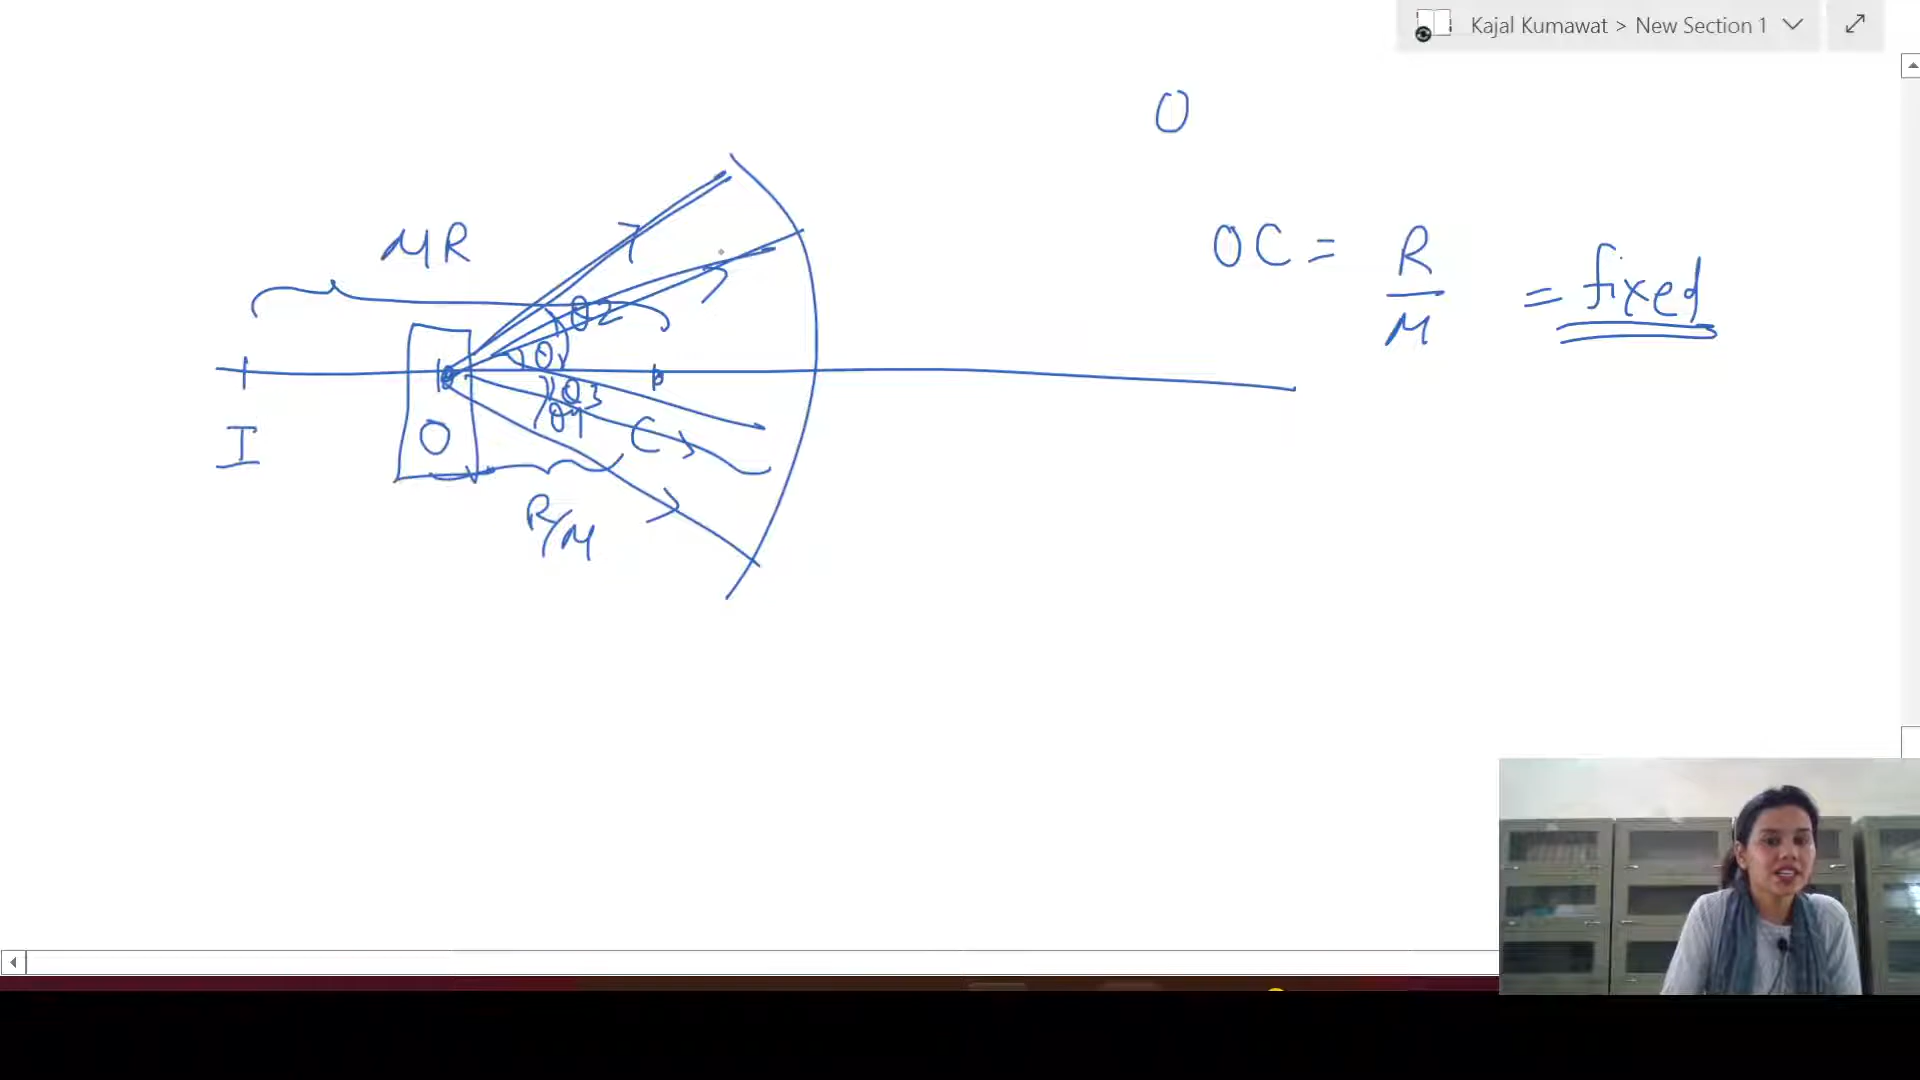 Kajal Kumawat > New Section 1
O
μR
OC = R/μ = fixed
θ2
θ1
θ3
θ4
I
O
C
R/μ